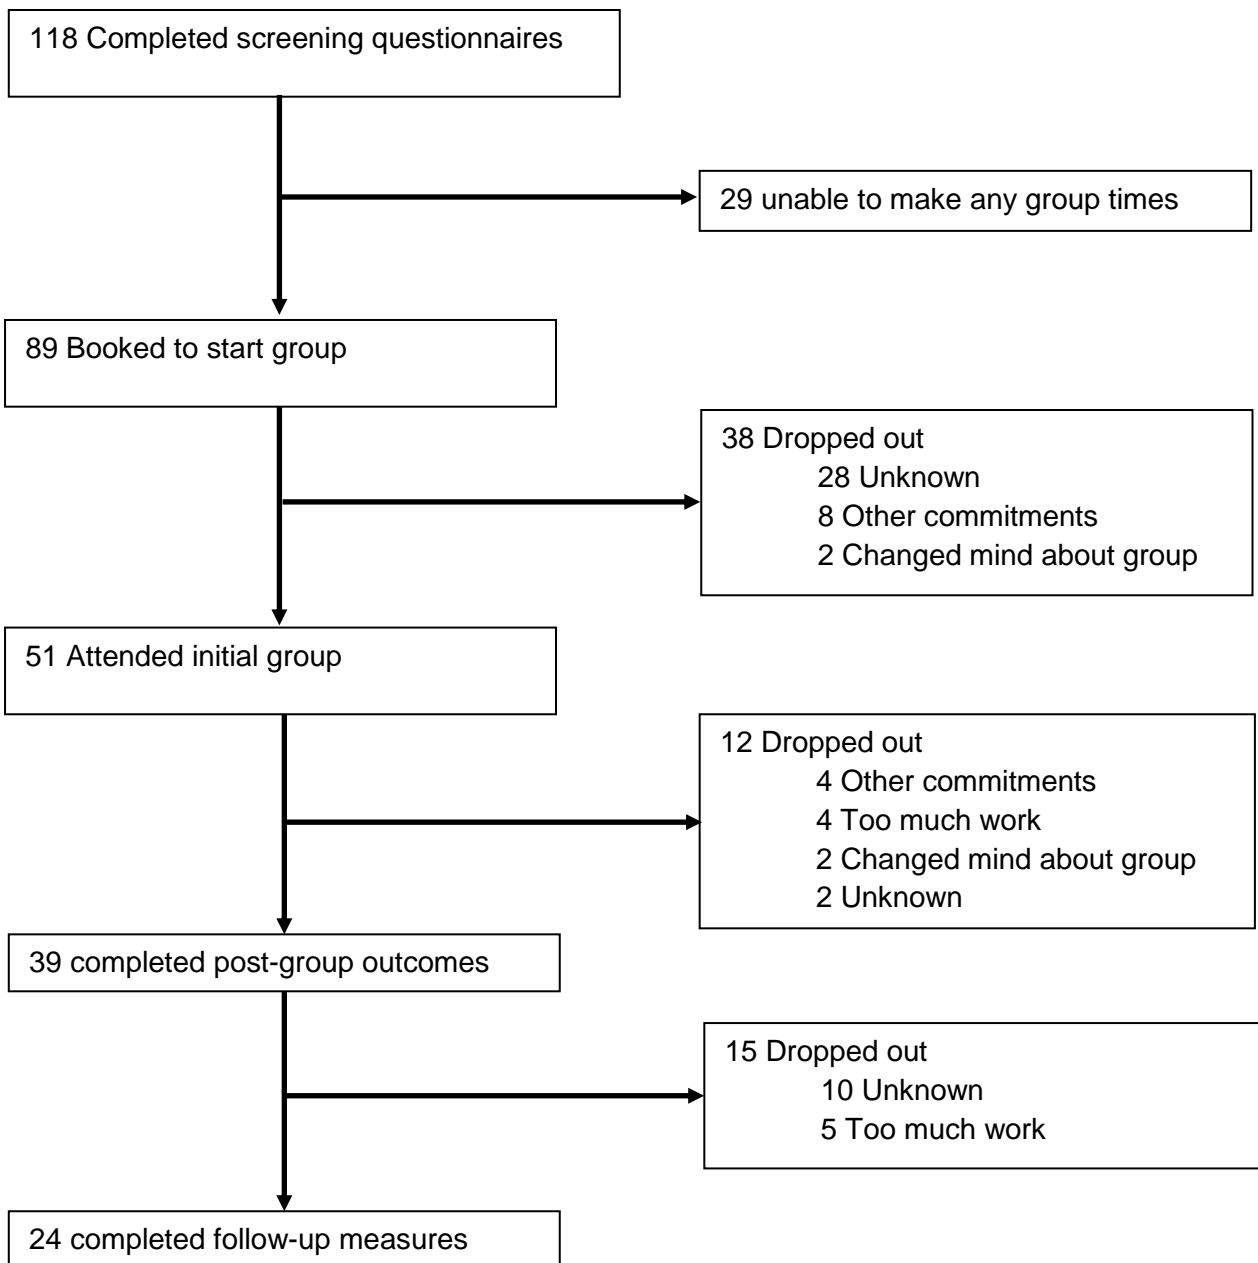 118 Completed screening questionnaires
29 unable to make any group times
89 Booked to start group
38 Dropped out
28 Unknown
8 Other commitments
2 Changed mind about group
51 Attended initial group
12 Dropped out
4 Other commitments
4 Too much work
2 Changed mind about group
2 Unknown
39 completed post-group outcomes
15 Dropped out
10 Unknown
5 Too much work
24 completed follow-up measures